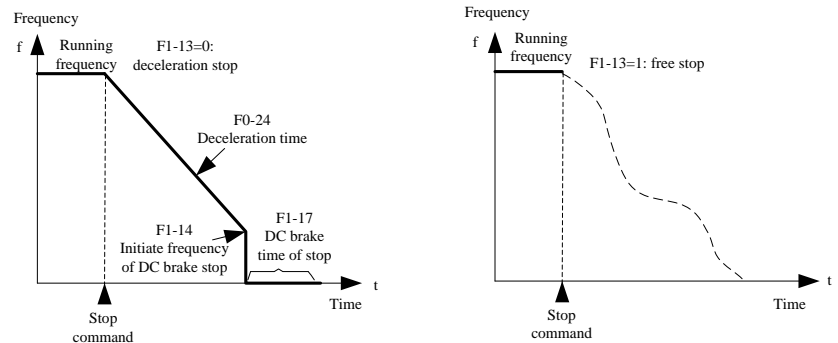 Frequency
f
Running
frequency
F1-13=0:
deceleration stop
F0-24
Deceleration time
F1-14
Initiate frequency
of DC brake stop
F1-17
DC brake
time of stop
t
Time
Stop
command
Frequency
f
Running
frequency
F1-13=1: free stop
t
Time
Stop
command